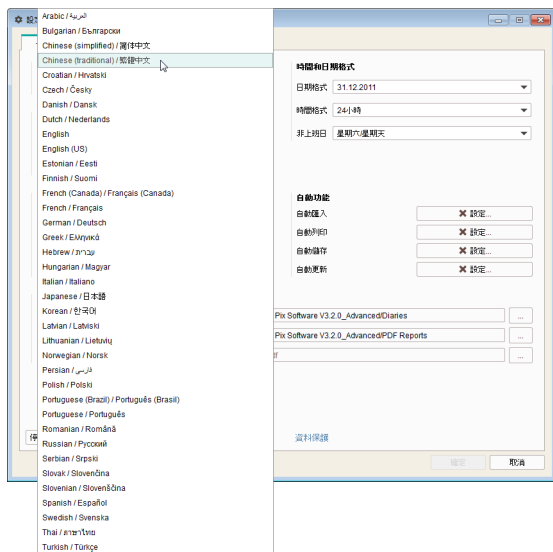 Arabic / العربية
Bulgarian / Български
Chinese (simplified) / 简体中文
Chinese (traditional) / 繁體中文
Croatian / Hrvatski
Czech / Česky
Danish / Dansk
Dutch / Nederlands
English
English (US)
Estonian / Eesti
Finnish / Suomi
French (Canada) / Français (Canada)
French / Français
German / Deutsch
Greek / Ελληνικά
Hebrew / עברית
Hungarian / Magyar
Italian / Italiano
Japanese / 日本語
Korean / 한국어
Latvian / Latviski
Lithuanian / Lietuvių
Norwegian / Norsk
Persian / فارسی
Polish / Polski
Portuguese (Brazil) / Português (Brasil)
Portuguese / Português
Romanian / Română
Russian / Русский
Serbian / Srpski
Slovak / Slovenčina
Slovenian / Slovenščina
Spanish / Español
Swedish / Svenska
Thai / ภาษาไทย
Turkish / Türkçe
時間和日期格式
日期格式 31.12.2011
時間格式 24小時
非上班日 星期六/星期天
自動功能
自動匯入 設定...
自動列印 設定...
自動儲存 設定...
自動更新 設定...
Pix Software V3.2.0_Advanced/Diaries ...
Pix Software V3.2.0_Advanced/PDF Reports ...
...
停
資料保護
確定 取消